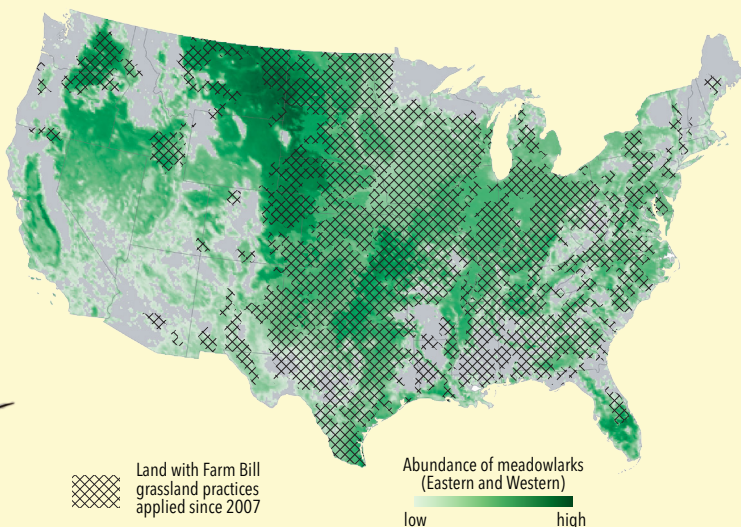 Land with Farm Bill
grassland practices
applied since 2007
Abundance of meadowlarks
(Eastern and Western)
low high